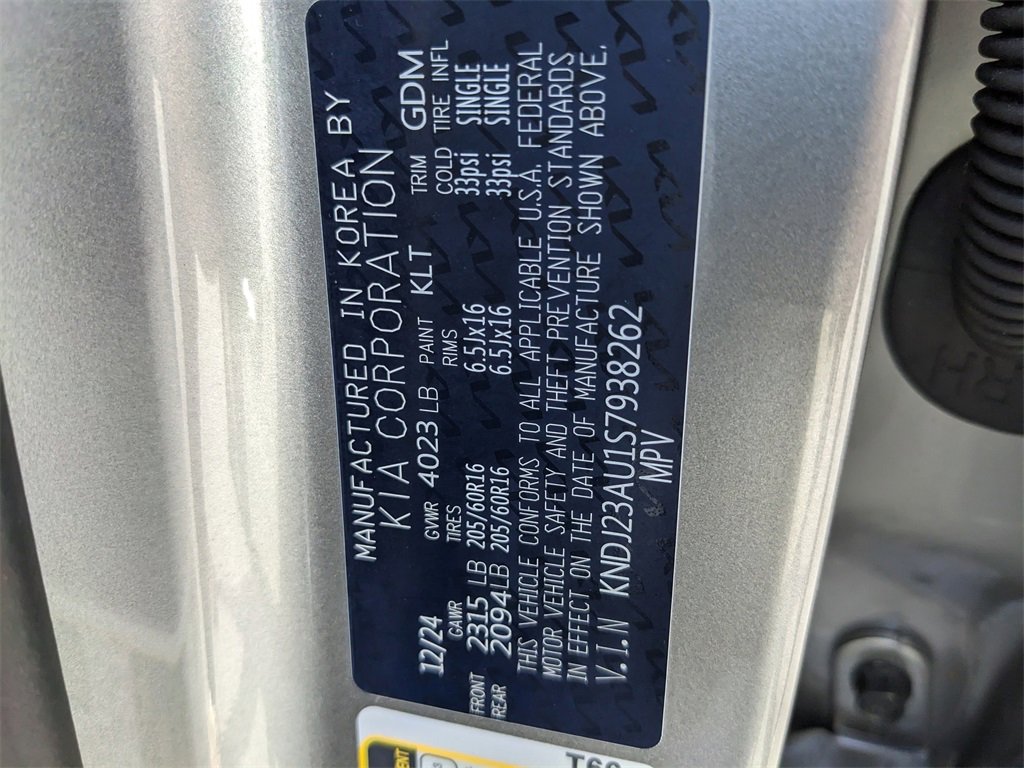 MANUFACTURED IN KOREA BY
KIA CORPORATION
12/24 GVWR 4023 LB PAINT KLT TRIM GDM
GAWR TIRES RIMS COLD TIRE INFL
FRONT 2315 LB 205/60R16 6.5Jx16 33psi SINGLE
REAR 2094LB 205/60R16 6.5Jx16 33psi SINGLE
THIS VEHICLE CONFORMS TO ALL APPLICABLE U.S.A. FEDERAL
MOTOR VEHICLE SAFETY AND THEFT PREVENTION STANDARDS
IN EFFECT ON THE DATE OF MANUFACTURE SHOWN ABOVE.
V.I.N KNDJ23AU1S7938262
MPV
RH